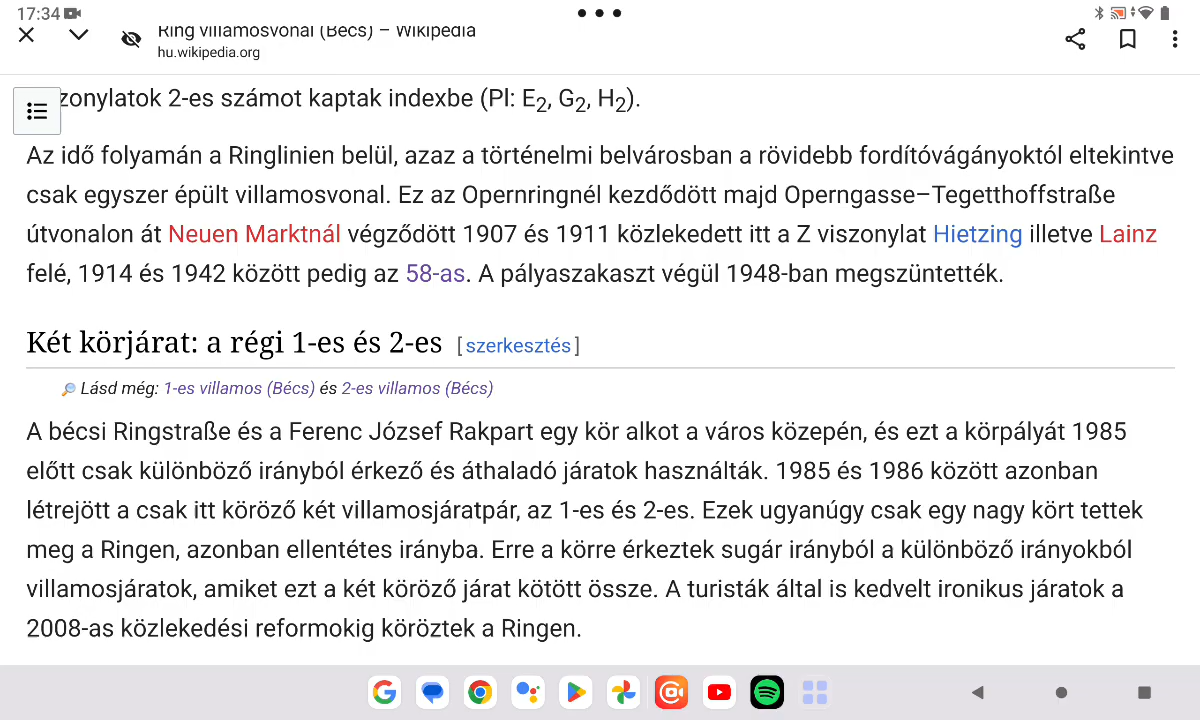 17:34
Ring villamosvonal (Bécs) – Wikipédia
hu.wikipedia.org
zonylatok 2-es számot kaptak indexbe (Pl: E₂, G₂, H₂).
Az idő folyamán a Ringlinien belül, azaz a történelmi belvárosban a rövidebb fordítóvágányoktól eltekintve
csak egyszer épült villamosvonal. Ez az Opernringnél kezdődött majd Operngasse–Tegetthoffstraße
útvonalon át Neuen Marktnál végződött 1907 és 1911 közlekedett itt a Z viszonylat Hietzing illetve Lainz
felé, 1914 és 1942 között pedig az 58-as. A pályaszakaszt végül 1948-ban megszüntették.
Két körjárat: a régi 1-es és 2-es [szerkesztés]
Lásd még: 1-es villamos (Bécs) és 2-es villamos (Bécs)
A bécsi Ringstraße és a Ferenc József Rakpart egy kör alkot a város közepén, és ezt a körpályát 1985
előtt csak különböző irányból érkező és áthaladó járatok használták. 1985 és 1986 között azonban
létrejött a csak itt köröző két villamosjáratpár, az 1-es és 2-es. Ezek ugyanúgy csak egy nagy kört tettek
meg a Ringen, azonban ellentétes irányba. Erre a körre érkeztek sugár irányból a különböző irányokból
villamosjáratok, amiket ezt a két köröző járat kötött össze. A turisták által is kedvelt ironikus járatok a
2008-as közlekedési reformokig köröztek a Ringen.